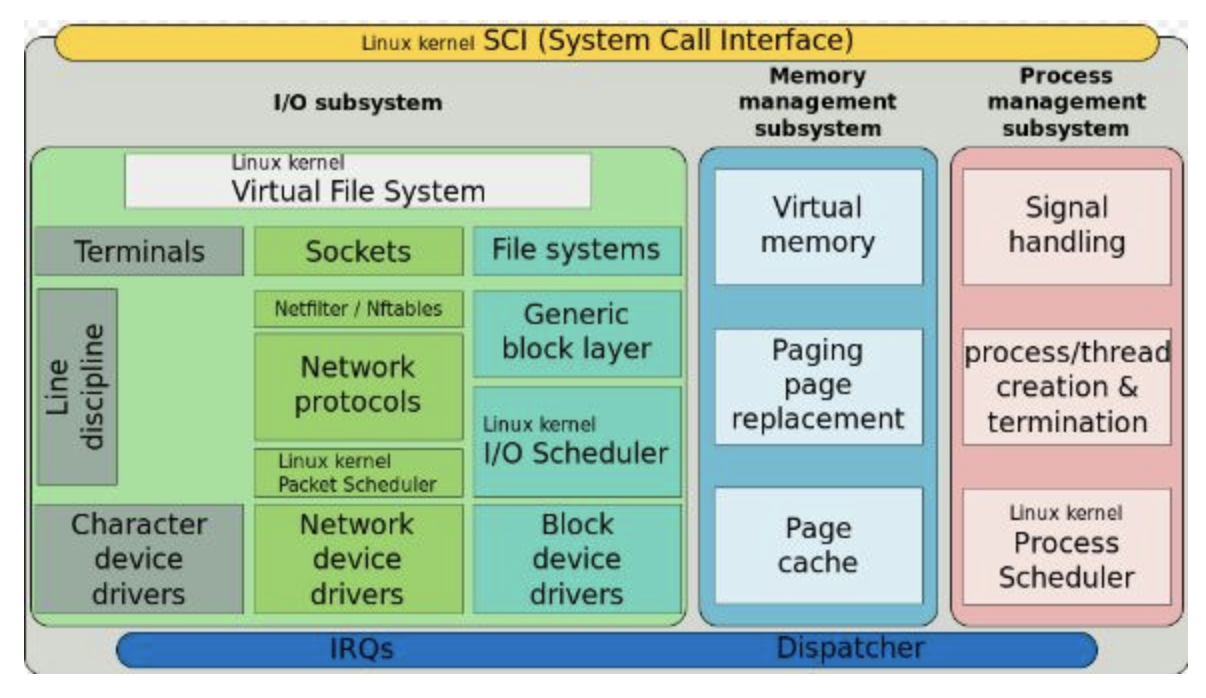 Linux kernel SCI (System Call Interface)
I/O subsystem
Memory
management
subsystem
Process
management
subsystem
Linux kernel
Virtual File System
Terminals
Sockets
File systems
Line
discipline
Netfilter / Nftables
Network
protocols
Linux kernel
Packet Scheduler
Generic
block layer
Linux kernel
I/O Scheduler
Character
device
drivers
Network
device
drivers
Block
device
drivers
Virtual
memory
Paging
page
replacement
Page
cache
Signal
handling
process/thread
creation &
termination
Linux kernel
Process
Scheduler
IRQs
Dispatcher